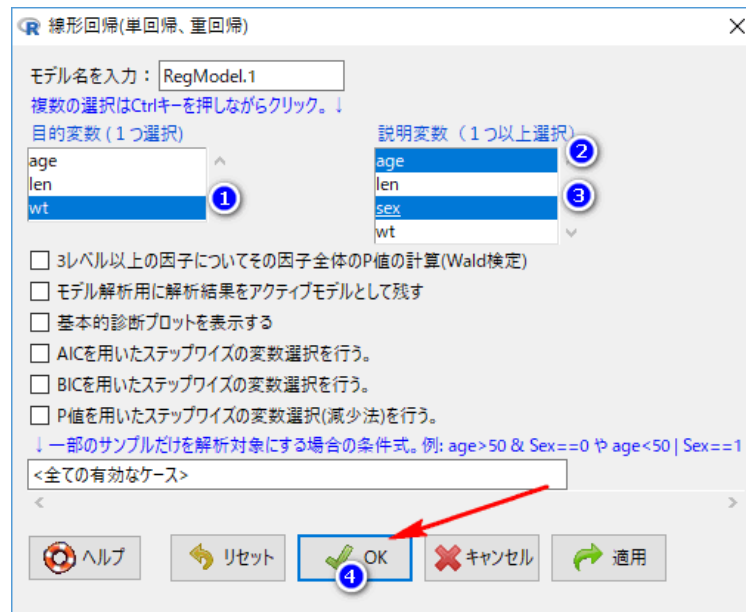 線形回帰(単回帰、重回帰)
モデル名を入力： RegModel.1
複数の選択はCtrlキーを押しながらクリック。↓
目的変数 (１つ選択)
age
len
wt
1
説明変数（１つ以上選択）
age
len
sex
wt
2
3
3レベル以上の因子についてその因子全体のP値の計算(Wald検定)
モデル解析用に解析結果をアクティブモデルとして残す
基本的診断プロットを表示する
AICを用いたステップワイズの変数選択を行う。
BICを用いたステップワイズの変数選択を行う。
P値を用いたステップワイズの変数選択(減少法)を行う。
↓一部のサンプルだけを解析対象にする場合の条件式。例: age>50 & Sex==0 や age<50 | Sex==1
<全ての有効なケース>
ヘルプ リセット OK キャンセル 適用
4